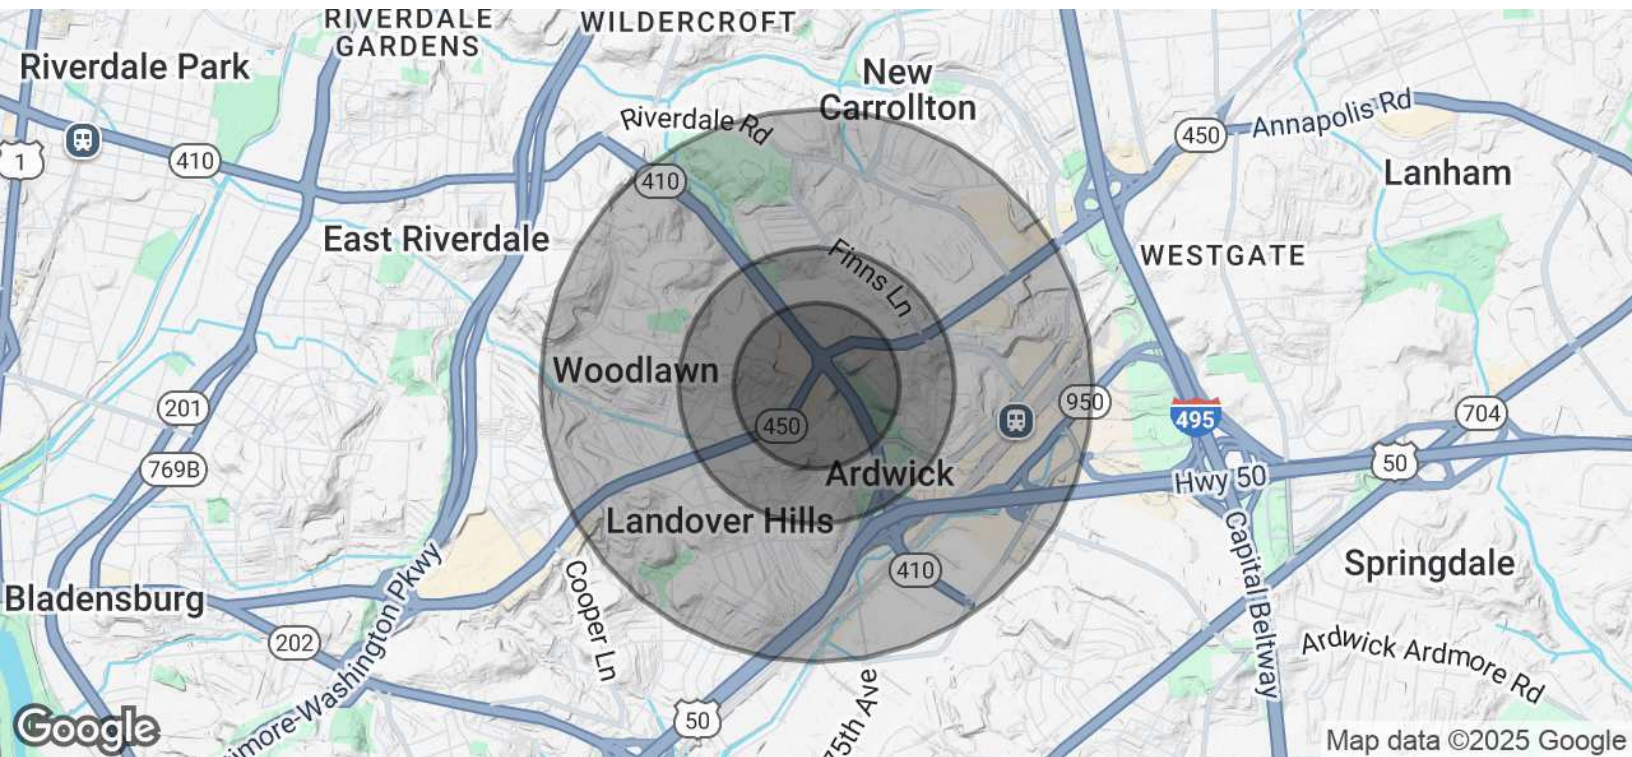 RIVERDALE
GARDENS
WILDERCROFT
Riverdale Park
New
Carrollton
Riverdale Rd
450
Annapolis Rd
1
410
410
Lanham
East Riverdale
Finns Ln
WESTGATE
Woodlawn
201
450
950
495
704
769B
Ardwick
Hwy 50
50
Landover Hills
Capital Beltway
410
Springdale
Bladensburg
Cooper Ln
202
imore-Washington Pkwy
Ardwick Ardmore Rd
50
75th Ave
Google
Map data ©2025 Google